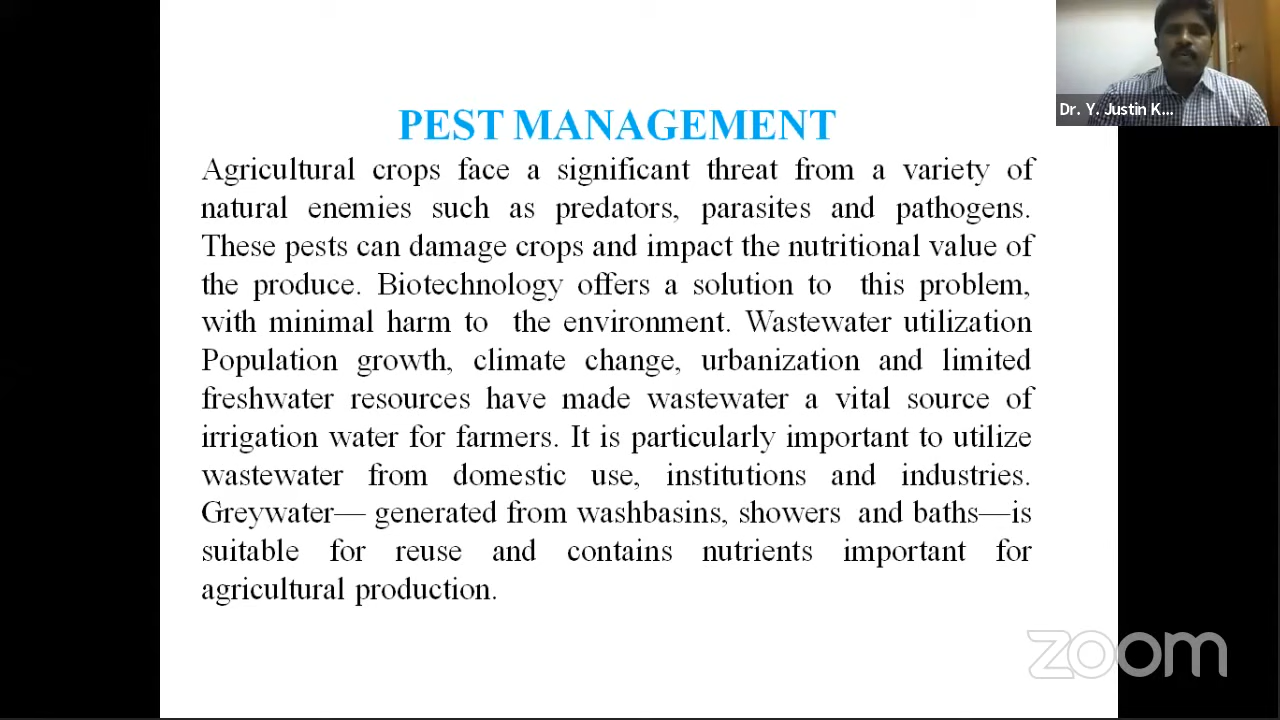 PEST MANAGEMENT
Agricultural crops face a significant threat from a variety of
natural enemies such as predators, parasites and pathogens.
These pests can damage crops and impact the nutritional value of
the produce. Biotechnology offers a solution to this problem,
with minimal harm to the environment. Wastewater utilization
Population growth, climate change, urbanization and limited
freshwater resources have made wastewater a vital source of
irrigation water for farmers. It is particularly important to utilize
wastewater from domestic use, institutions and industries.
Greywater— generated from washbasins, showers and baths—is
suitable for reuse and contains nutrients important for
agricultural production.
Dr. Y. Justin K...
zoom